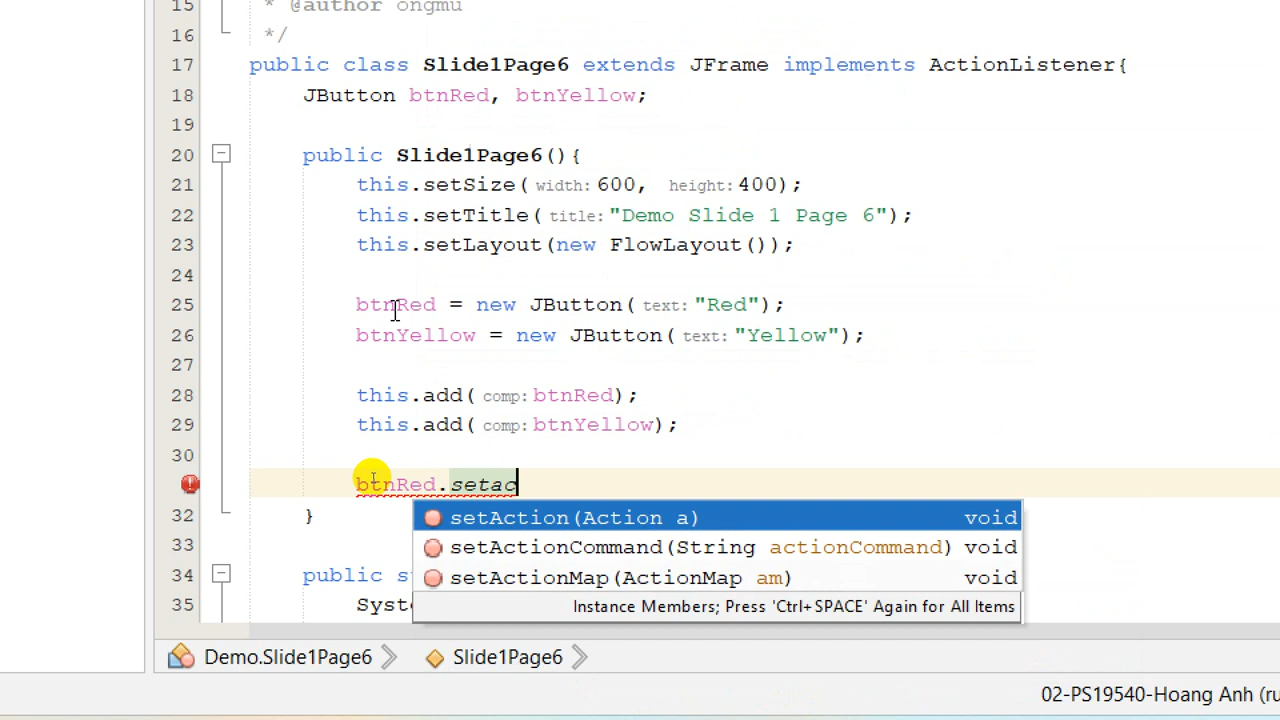 15 * @author ongmu
16 */
17 public class Slide1Page6 extends JFrame implements ActionListener{
18 JButton btnRed, btnYellow;
19
20 public Slide1Page6(){
21 this.setSize(width: 600, height: 400);
22 this.setTitle(title: "Demo Slide 1 Page 6");
23 this.setLayout(new FlowLayout());
24
25 btnRed = new JButton(text: "Red");
26 btnYellow = new JButton(text: "Yellow");
27
28 this.add(comp: btnRed);
29 this.add(comp: btnYellow);
30
btnRed.setac
setAction(Action a) void
32 }
33 setActionCommand(String actionCommand) void
34 public s
setActionMap(ActionMap am) void
35 Syst
Instance Members; Press 'Ctrl+SPACE' Again for All Items
Demo.Slide1Page6 Slide1Page6
02-PS19540-Hoang Anh (ru